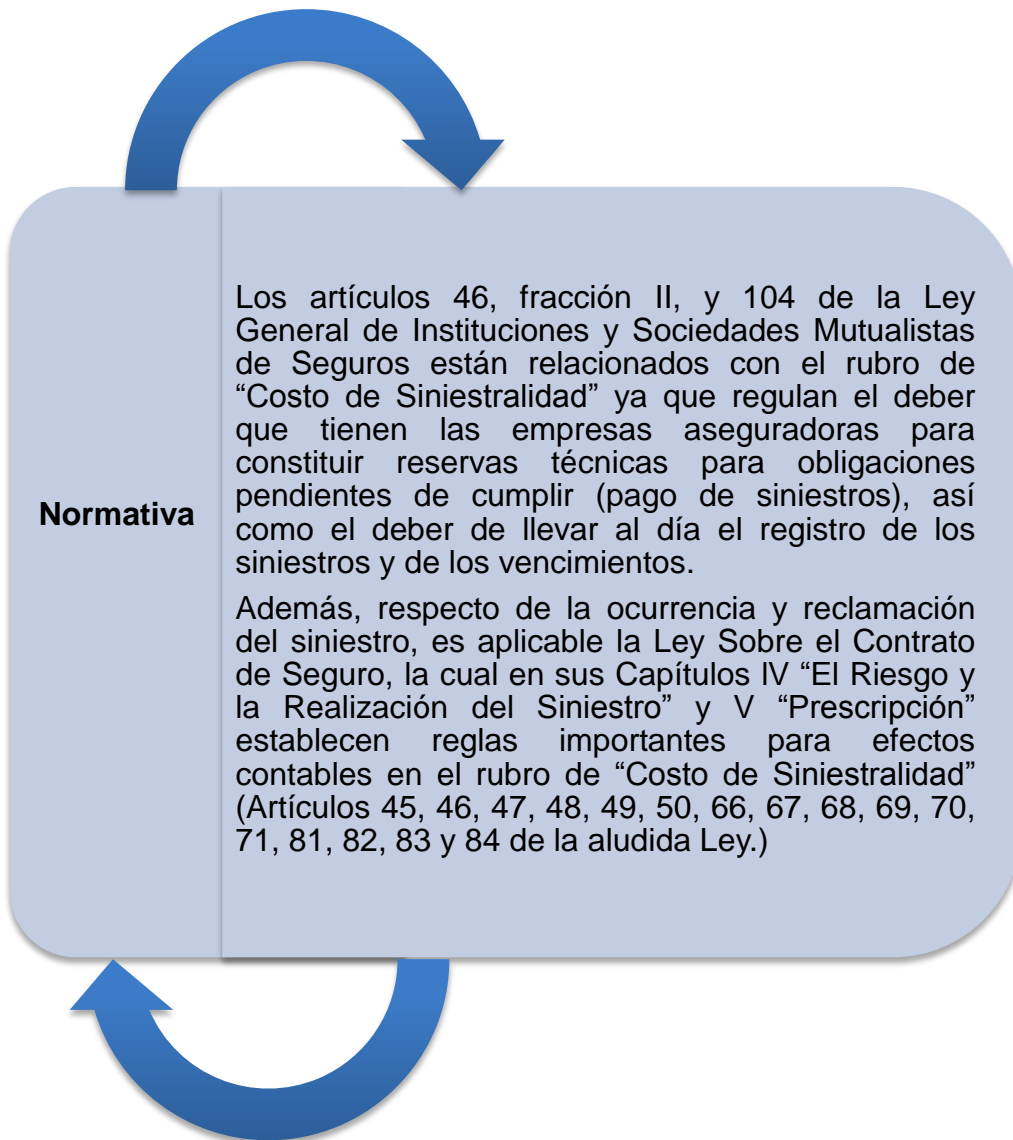 Normativa
Los artículos 46, fracción II, y 104 de la Ley
General de Instituciones y Sociedades Mutualistas
de Seguros están relacionados con el rubro de
“Costo de Siniestralidad” ya que regulan el deber
que tienen las empresas aseguradoras para
constituir reservas técnicas para obligaciones
pendientes de cumplir (pago de siniestros), así
como el deber de llevar al día el registro de los
siniestros y de los vencimientos.
Además, respecto de la ocurrencia y reclamación
del siniestro, es aplicable la Ley Sobre el Contrato
de Seguro, la cual en sus Capítulos IV “El Riesgo y
la Realización del Siniestro” y V “Prescripción”
establecen reglas importantes para efectos
contables en el rubro de “Costo de Siniestralidad”
(Artículos 45, 46, 47, 48, 49, 50, 66, 67, 68, 69, 70,
71, 81, 82, 83 y 84 de la aludida Ley.)